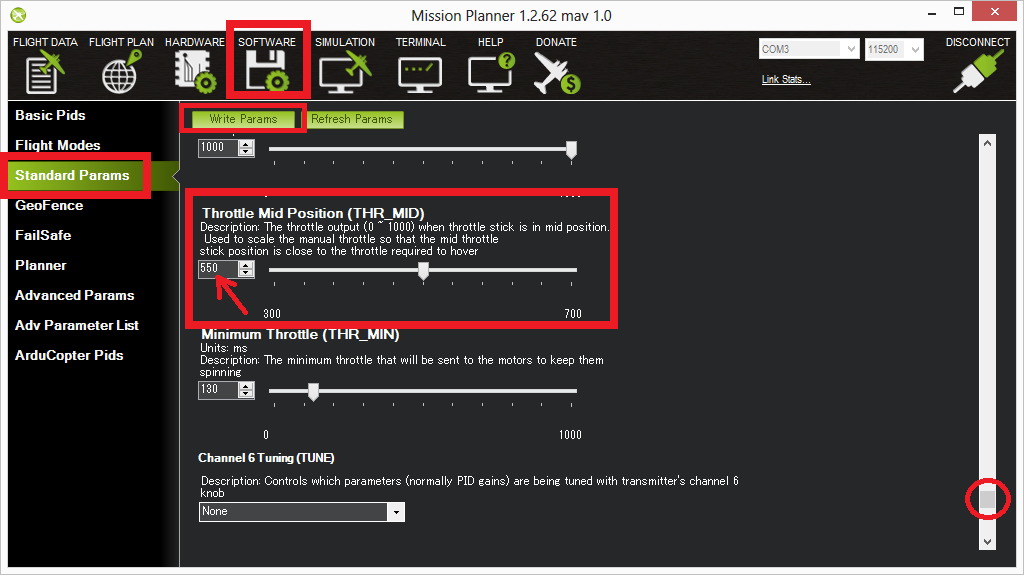 Mission Planner 1.2.62 mav 1.0
FLIGHT DATA
FLIGHT PLAN
HARDWARE
SOFTWARE
SIMULATION
TERMINAL
HELP
DONATE
COM3
115200
DISCONNECT
Link Stats...
Basic Pids
Flight Modes
Standard Params
GeoFence
FailSafe
Planner
Advanced Params
Adv Parameter List
ArduCopter Pids
Write Params
Refresh Params
1000
Throttle Mid Position (THR_MID)
Description: The throttle output (0 ~ 1000) when throttle stick is in mid position.
Used to scale the manual throttle so that the mid throttle
stick position is close to the throttle required to hover
550
300
700
Minimum Throttle (THR_MIN)
Units: ms
Description: The minimum throttle that will be sent to the motors to keep them
spinning
130
0
1000
Channel 6 Tuning (TUNE)
Description: Controls which parameters (normally PID gains) are being tuned with transmitter's channel 6
knob
None